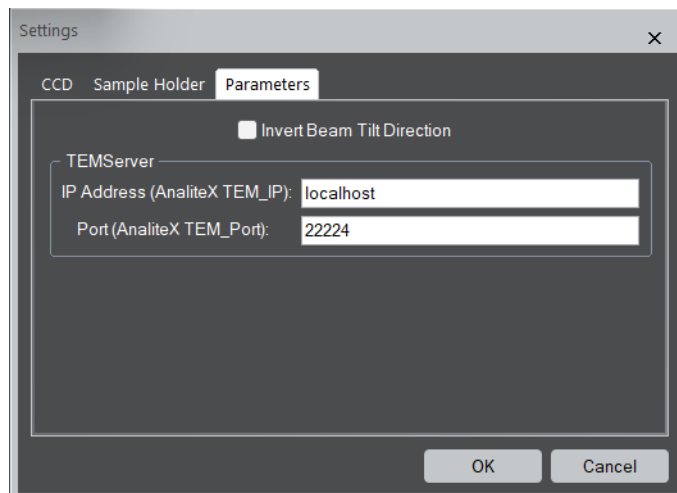 Settings
CCD Sample Holder Parameters
Invert Beam Tilt Direction
TEMServer
IP Address (AnaliteX TEM_IP): localhost
Port (AnaliteX TEM_Port): 22224
OK Cancel